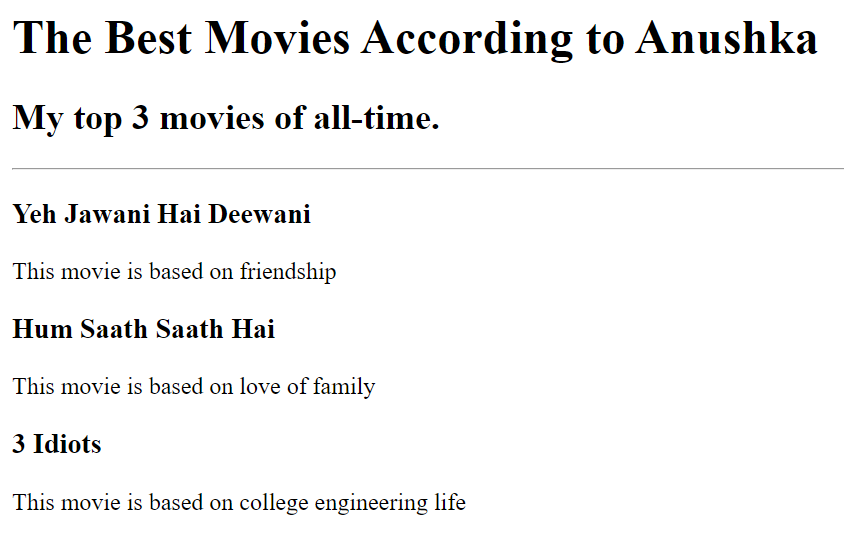 The Best Movies According to Anushka
My top 3 movies of all-time.
Yeh Jawani Hai Deewani
This movie is based on friendship
Hum Saath Saath Hai
This movie is based on love of family
3 Idiots
This movie is based on college engineering life